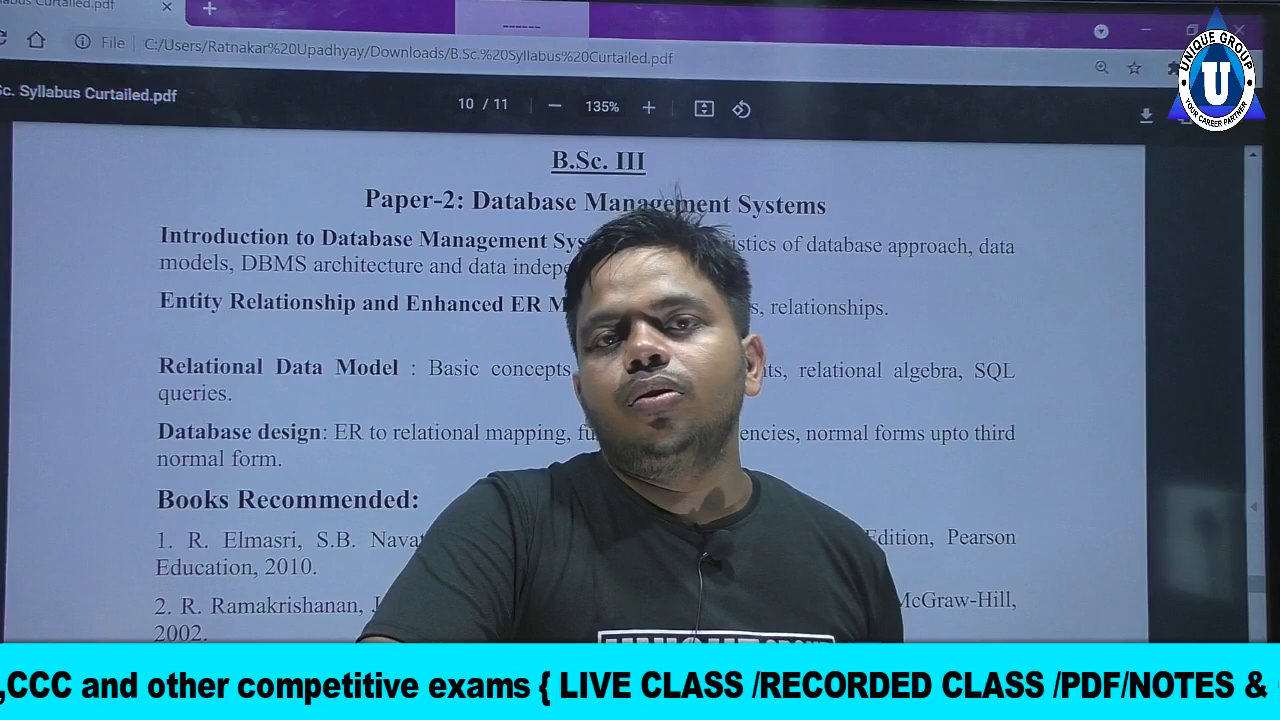 labus Curtailed.pdf
File C:/Users/Ratnakar%20Upadhyay/Downloads/B.Sc.%20Syllabus%20Curtailed.pdf
Sc. Syllabus Curtailed.pdf
10 / 11 135%
UNIQUE GROUP
U
YOUR CAREER PARTNER
B.Sc. III
Paper-2: Database Management Systems
Introduction to Database Management Sys istics of database approach, data
models, DBMS architecture and data indepe
Entity Relationship and Enhanced ER M s, relationships.
Relational Data Model : Basic concepts nts, relational algebra, SQL
queries.
Database design: ER to relational mapping, fu encies, normal forms upto third
normal form.
Books Recommended:
1. R. Elmasri, S.B. Navat Edition, Pearson
Education, 2010.
2. R. Ramakrishanan, J McGraw-Hill,
2002.
,CCC and other competitive exams { LIVE CLASS /RECORDED CLASS /PDF/NOTES &